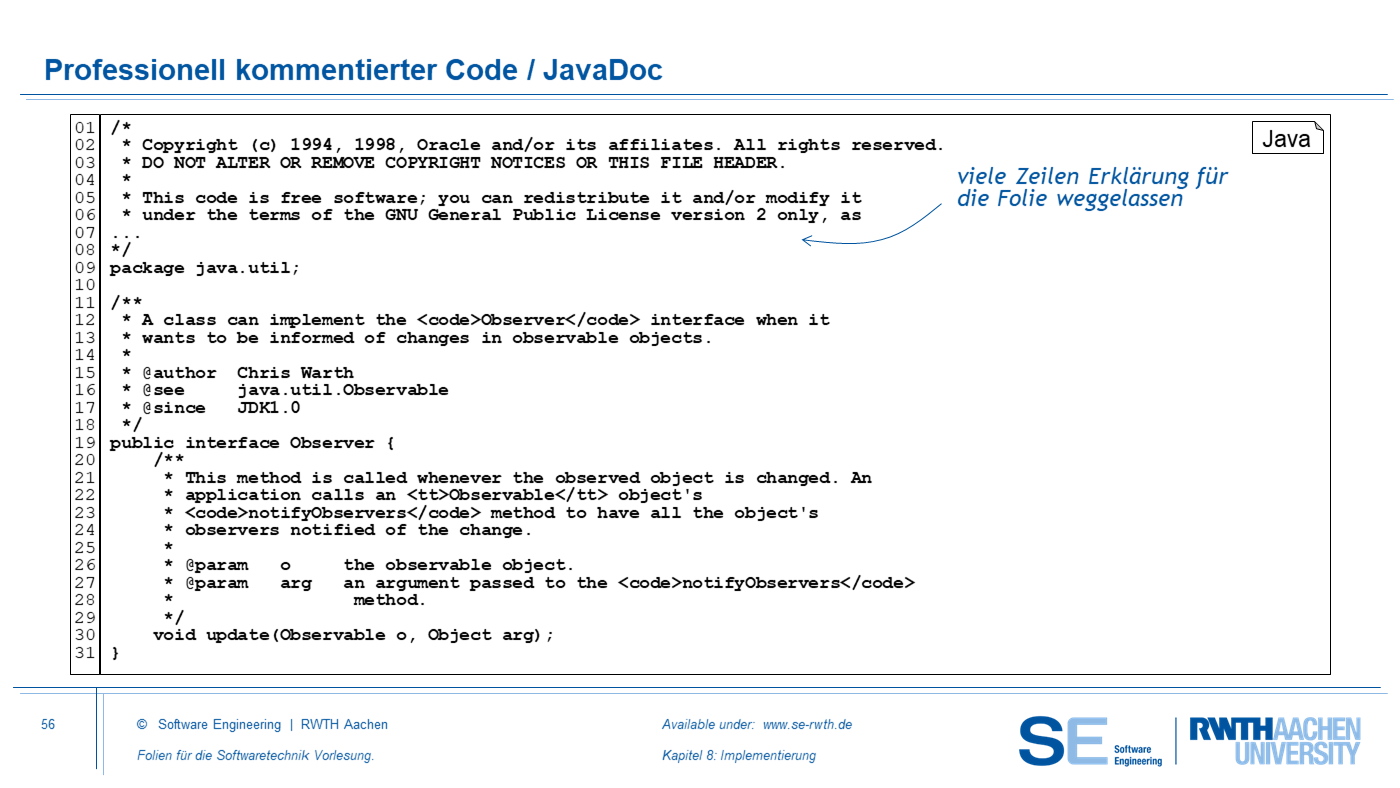 Professionell kommentierter Code / JavaDoc
Java
01 /*
02  * Copyright (c) 1994, 1998, Oracle and/or its affiliates. All rights reserved.
03  * DO NOT ALTER OR REMOVE COPYRIGHT NOTICES OR THIS FILE HEADER.
04  *
05  * This code is free software; you can redistribute it and/or modify it
06  * under the terms of the GNU General Public License version 2 only, as
07 ...
08 */
09 package java.util;
10
11 /**
12  * A class can implement the <code>Observer</code> interface when it
13  * wants to be informed of changes in observable objects.
14  *
15  * @author  Chris Warth
16  * @see     java.util.Observable
17  * @since   JDK1.0
18  */
19 public interface Observer {
20     /**
21      * This method is called whenever the observed object is changed. An
22      * application calls an <tt>Observable</tt> object's
23      * <code>notifyObservers</code> method to have all the object's
24      * observers notified of the change.
25      *
26      * @param   o     the observable object.
27      * @param   arg   an argument passed to the <code>notifyObservers</code>
28      *                 method.
29      */
30     void update(Observable o, Object arg);
31 }
viele Zeilen Erklärung für
die Folie weggelassen
56
© Software Engineering | RWTH Aachen
Folien für die Softwaretechnik Vorlesung.
Available under: www.se-rwth.de
Kapitel 8: Implementierung
SE Software
Engineering
RWTHAACHEN
UNIVERSITY